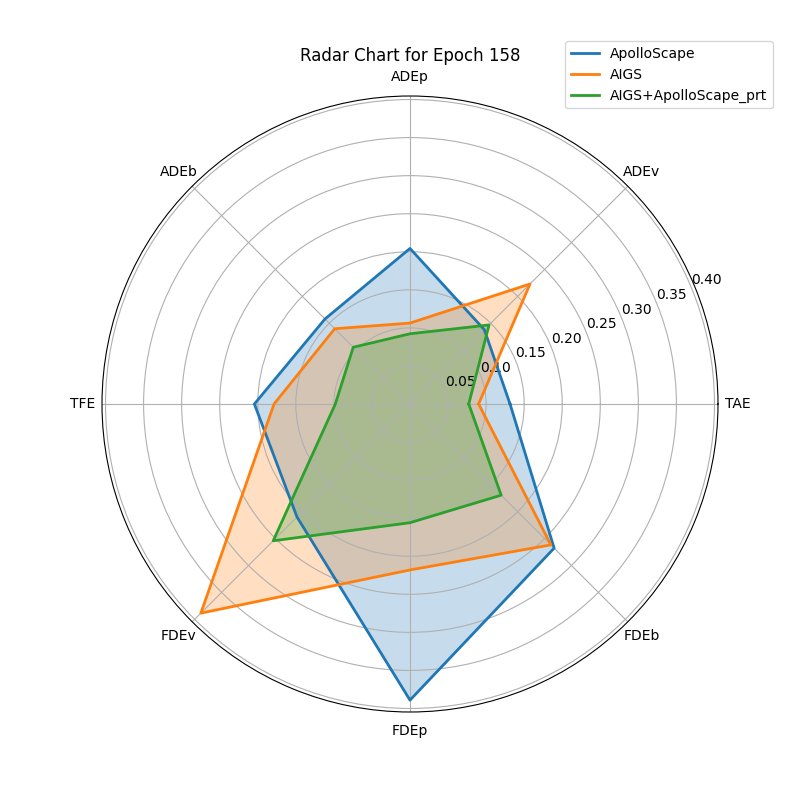 Radar Chart for Epoch 158
ApolloScape
AIGS
AIGS+ApolloScape_prt
ADEp
ADEb
ADEv
0.40
0.35
0.30
0.25
0.20
0.15
0.10
0.05
TFE
TAE
FDEv
FDEb
FDEp